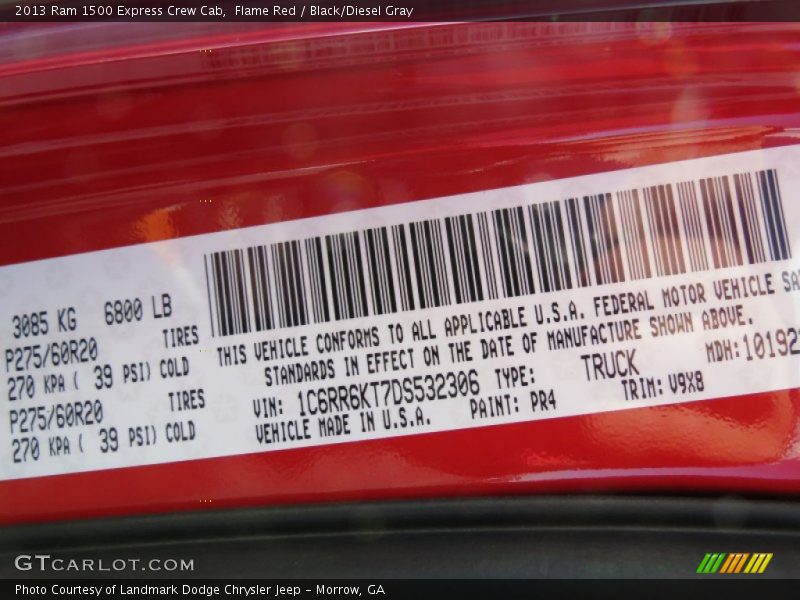 2013 Ram 1500 Express Crew Cab, Flame Red / Black/Diesel Gray
3085 KG 6800 LB
P275/60R20 TIRES
270 KPA ( 39 PSI) COLD
P275/60R20 TIRES
270 KPA ( 39 PSI) COLD
THIS VEHICLE CONFORMS TO ALL APPLICABLE U.S.A. FEDERAL MOTOR VEHICLE SA
STANDARDS IN EFFECT ON THE DATE OF MANUFACTURE SHOWN ABOVE.
VIN: 1C6RR6KT7DS532306 TYPE: TRUCK MDH: 10192
VEHICLE MADE IN U.S.A. PAINT: PR4 TRIM: V9X8
GTCARLOT.COM
Photo Courtesy of Landmark Dodge Chrysler Jeep - Morrow, GA